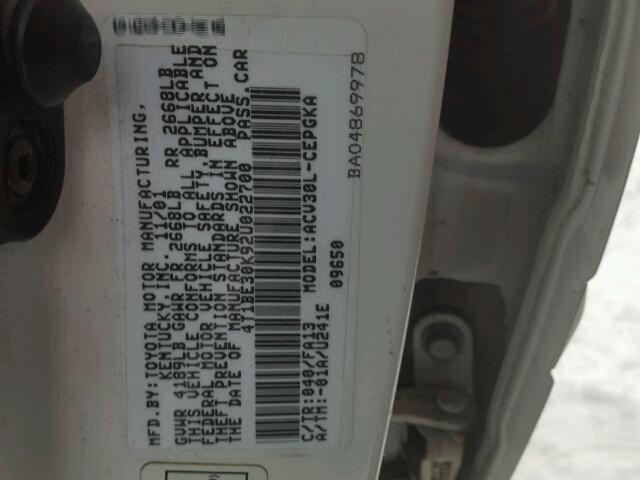 MFD.BY:TOYOTA MOTOR MANUFACTURING,
KENTUCKY,INC. 11/01
GVWR 4189LB GAWR FR 2668LB RR 2668LB
THIS VEHICLE CONFORMS TO ALL APPLICABLE
FEDERAL MOTOR VEHICLE SAFETY,BUMPER,AND
THEFT PREVENTION STANDARDS IN EFFECT ON
THE DATE OF MANUFACTURE SHOWN ABOVE.
4T1BE30K92U022700 PASS.CAR
C/TR:040/FA13 MODEL:ACV30L-CEPGKA
A/TM:-01A/U241E 09650
BA04869978